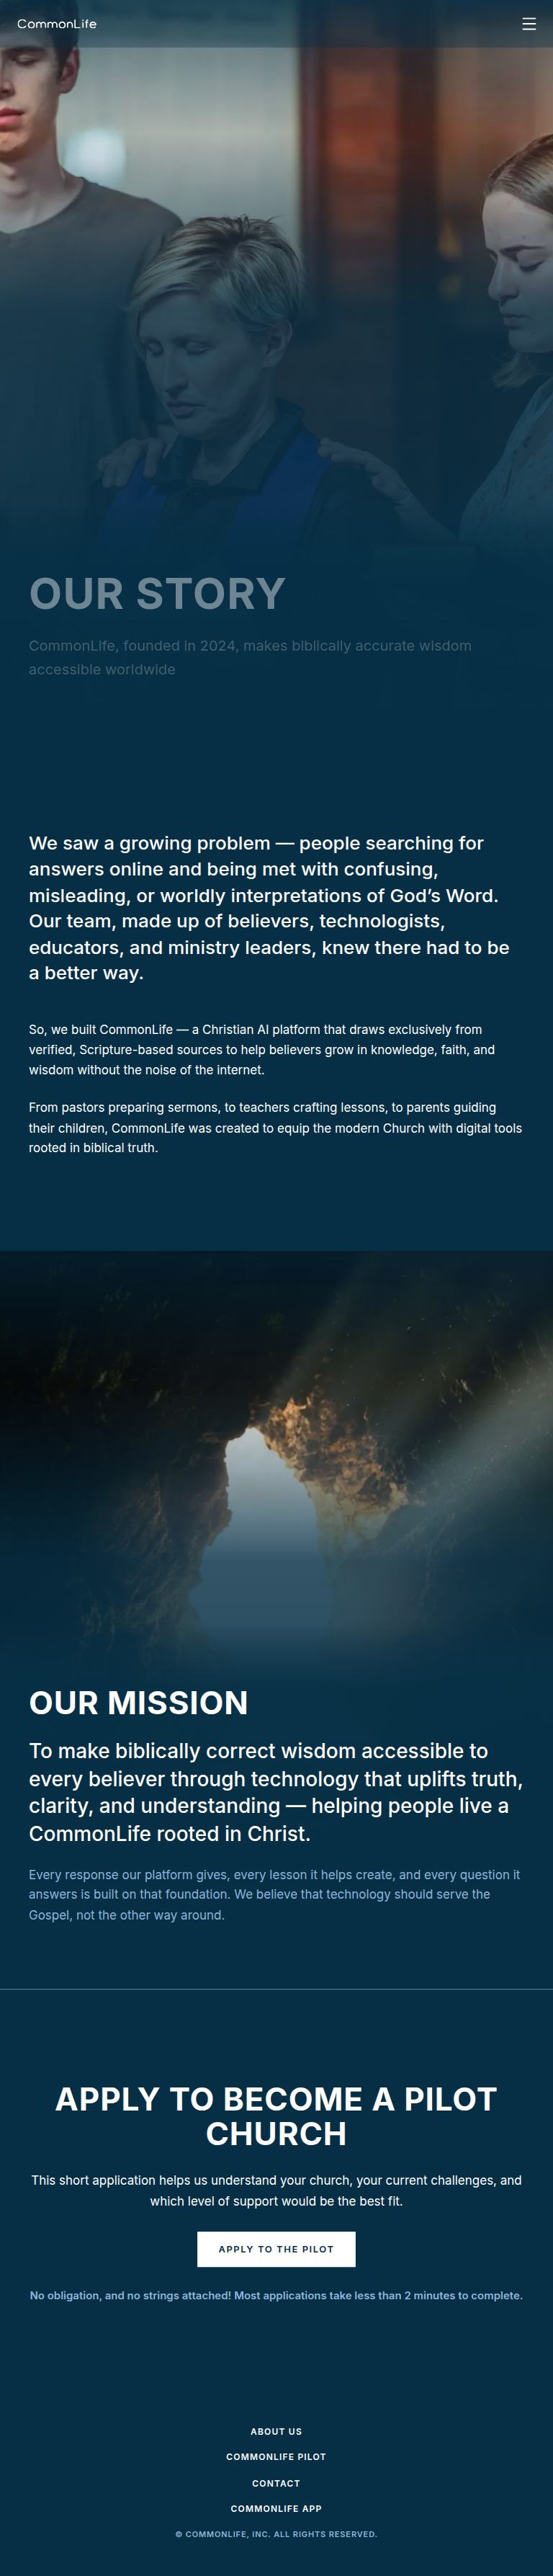 CommonLife
OUR STORY
CommonLife, founded in 2024, makes biblically accurate wisdom
accessible worldwide
We saw a growing problem — people searching for
answers online and being met with confusing,
misleading, or worldly interpretations of God’s Word.
Our team, made up of believers, technologists,
educators, and ministry leaders, knew there had to be
a better way.
So, we built CommonLife — a Christian AI platform that draws exclusively from
verified, Scripture-based sources to help believers grow in knowledge, faith, and
wisdom without the noise of the internet.
From pastors preparing sermons, to teachers crafting lessons, to parents guiding
their children, CommonLife was created to equip the modern Church with digital tools
rooted in biblical truth.
OUR MISSION
To make biblically correct wisdom accessible to
every believer through technology that uplifts truth,
clarity, and understanding — helping people live a
CommonLife rooted in Christ.
Every response our platform gives, every lesson it helps create, and every question it
answers is built on that foundation. We believe that technology should serve the
Gospel, not the other way around.
APPLY TO BECOME A PILOT
CHURCH
This short application helps us understand your church, your current challenges, and
which level of support would be the best fit.
APPLY TO THE PILOT
No obligation, and no strings attached! Most applications take less than 2 minutes to complete.
ABOUT US
COMMONLIFE PILOT
CONTACT
COMMONLIFE APP
© COMMONLIFE, INC. ALL RIGHTS RESERVED.